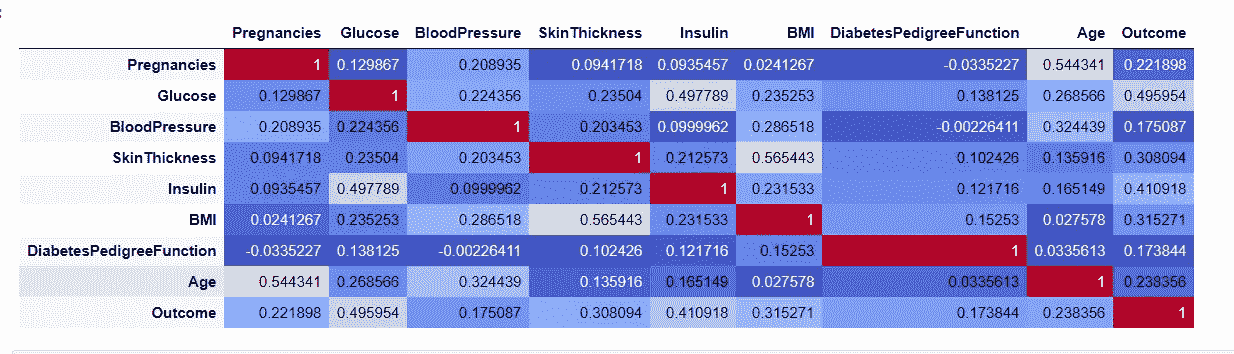 Pregnancies Glucose BloodPressure SkinThickness Insulin BMI DiabetesPedigreeFunction Age Outcome
Pregnancies 1 0.129867 0.208935 0.0941718 0.0935457 0.0241267 -0.0335227 0.544341 0.221898
Glucose 0.129867 1 0.224356 0.23504 0.497789 0.235253 0.138125 0.268566 0.495954
BloodPressure 0.208935 0.224356 1 0.203453 0.0999962 0.286518 -0.00226411 0.324439 0.175087
SkinThickness 0.0941718 0.23504 0.203453 1 0.212573 0.565443 0.102426 0.135916 0.308094
Insulin 0.0935457 0.497789 0.0999962 0.212573 1 0.231533 0.121716 0.165149 0.410918
BMI 0.0241267 0.235253 0.286518 0.565443 0.231533 1 0.15253 0.027578 0.315271
DiabetesPedigreeFunction -0.0335227 0.138125 -0.00226411 0.102426 0.121716 0.15253 1 0.0335613 0.173844
Age 0.544341 0.268566 0.324439 0.135916 0.165149 0.027578 0.0335613 1 0.238356
Outcome 0.221898 0.495954 0.175087 0.308094 0.410918 0.315271 0.173844 0.238356 1